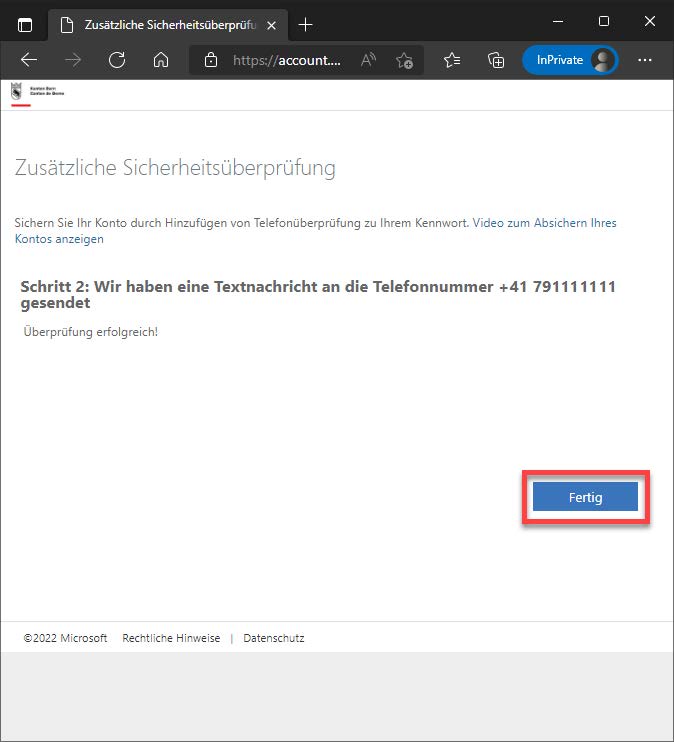 Zusätzliche Sicherheitsüberprüfu
https://account....
InPrivate
Kanton Bern
Canton de Berne
Zusätzliche Sicherheitsüberprüfung
Sichern Sie Ihr Konto durch Hinzufügen von Telefonüberprüfung zu Ihrem Kennwort. Video zum Absichern Ihres
Kontos anzeigen
Schritt 2: Wir haben eine Textnachricht an die Telefonnummer +41 791111111
gesendet
Überprüfung erfolgreich!
Fertig
©2022 Microsoft Rechtliche Hinweise | Datenschutz